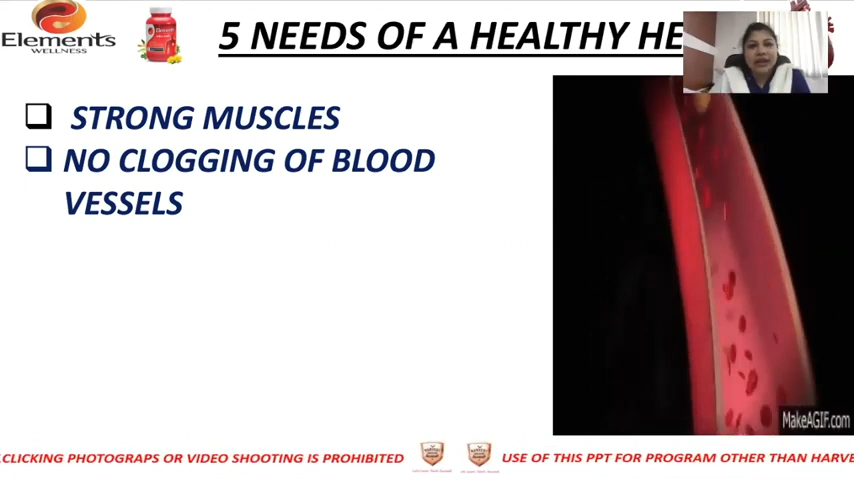 Elements
WELLNESS
Elements
5 NEEDS OF A HEALTHY HE
STRONG MUSCLES
NO CLOGGING OF BLOOD
VESSELS
MakeAGIF.com
.CLICKING PHOTOGRAPS OR VIDEO SHOOTING IS PROHIBITED
USE OF THIS PPT FOR PROGRAM OTHER THAN HARVE